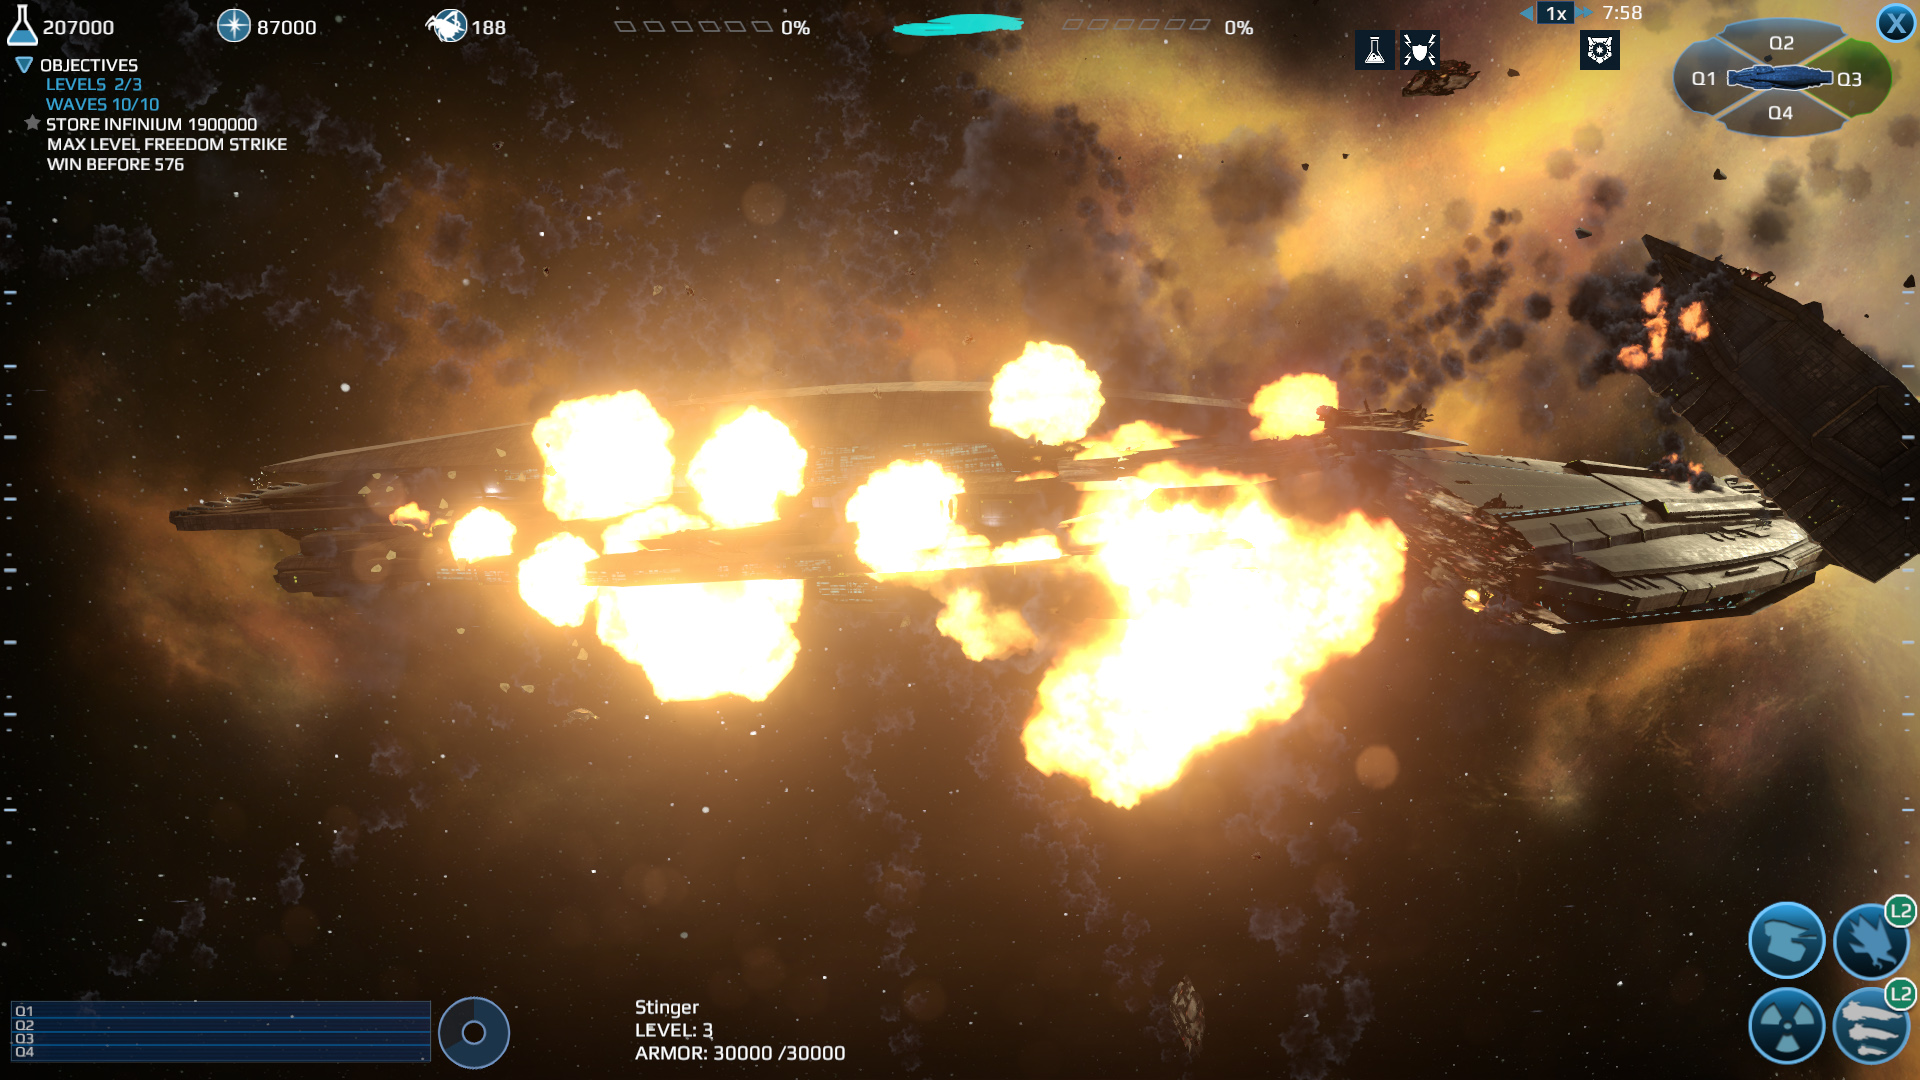 207000
87000
188
0%
0%
1x
7:58
X
Q2
Q1
Q3
Q4
OBJECTIVES
LEVELS 2/3
WAVES 10/10
STORE INFINIUM 1900000
MAX LEVEL FREEDOM STRIKE
WIN BEFORE 576
L2
L2
Q1
Q2
Q3
Q4
Stinger
LEVEL: 3
ARMOR: 30000 /30000